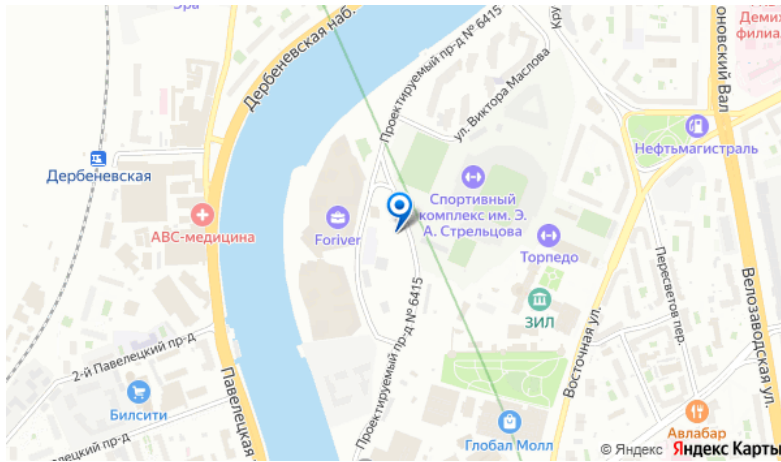 Эра
Дербеневская наб.
Дербеневская
АВС-медицина
2-й Павелецкий пр-д
Билсити
Павелецкая
Foriver
Проектируемый пр-д № 6415
ул. Виктора Маслова
Спортивный
комплекс им. Э.
А. Стрельцова
Торпедо
ЗИЛ
Восточная ул.
Проектируемый пр-д № 6415
Глобал Молл
Нефтьмагистраль
Пересветов пер.
Велозаводская ул.
Авлабар
© Яндекс Яндекс Карты